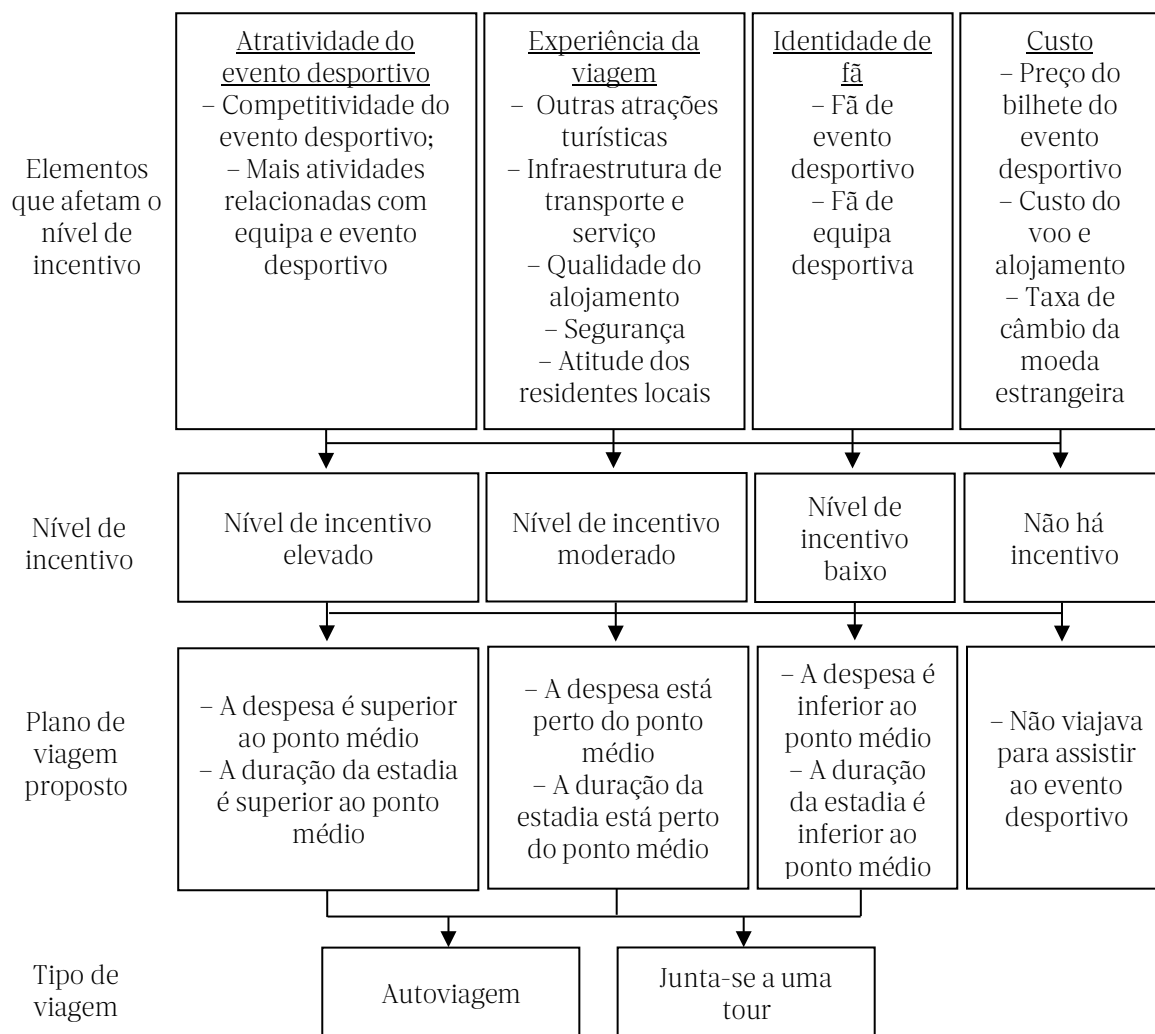 Elementos
que afetam o
nível de
incentivo
Atratividade do
evento desportivo
– Competitividade do
evento desportivo;
– Mais atividades
relacionadas com
equipa e evento
desportivo
Experiência da
viagem
– Outras atrações
turísticas
– Infraestrutura de
transporte e
serviço
– Qualidade do
alojamento
– Segurança
– Atitude dos
residentes locais
Identidade de
fã
– Fã de
evento
desportivo
– Fã de
equipa
desportiva
Custo
– Preço do
bilhete do
evento
desportivo
– Custo do
voo e
alojamento
– Taxa de
câmbio da
moeda
estrangeira
Nível de
incentivo
Nível de incentivo
elevado
Nível de incentivo
moderado
Nível de
incentivo
baixo
Não há
incentivo
Plano de
viagem
proposto
– A despesa é superior
ao ponto médio
– A duração da estadia
é superior ao ponto
médio
– A despesa está
perto do ponto
médio
– A duração da
estadia está perto
do ponto médio
– A despesa é
inferior ao
ponto médio
– A duração
da estadia é
inferior ao
ponto médio
– Não viajava
para assistir
ao evento
desportivo
Tipo de
viagem
Autoviagem
Junta-se a uma
tour